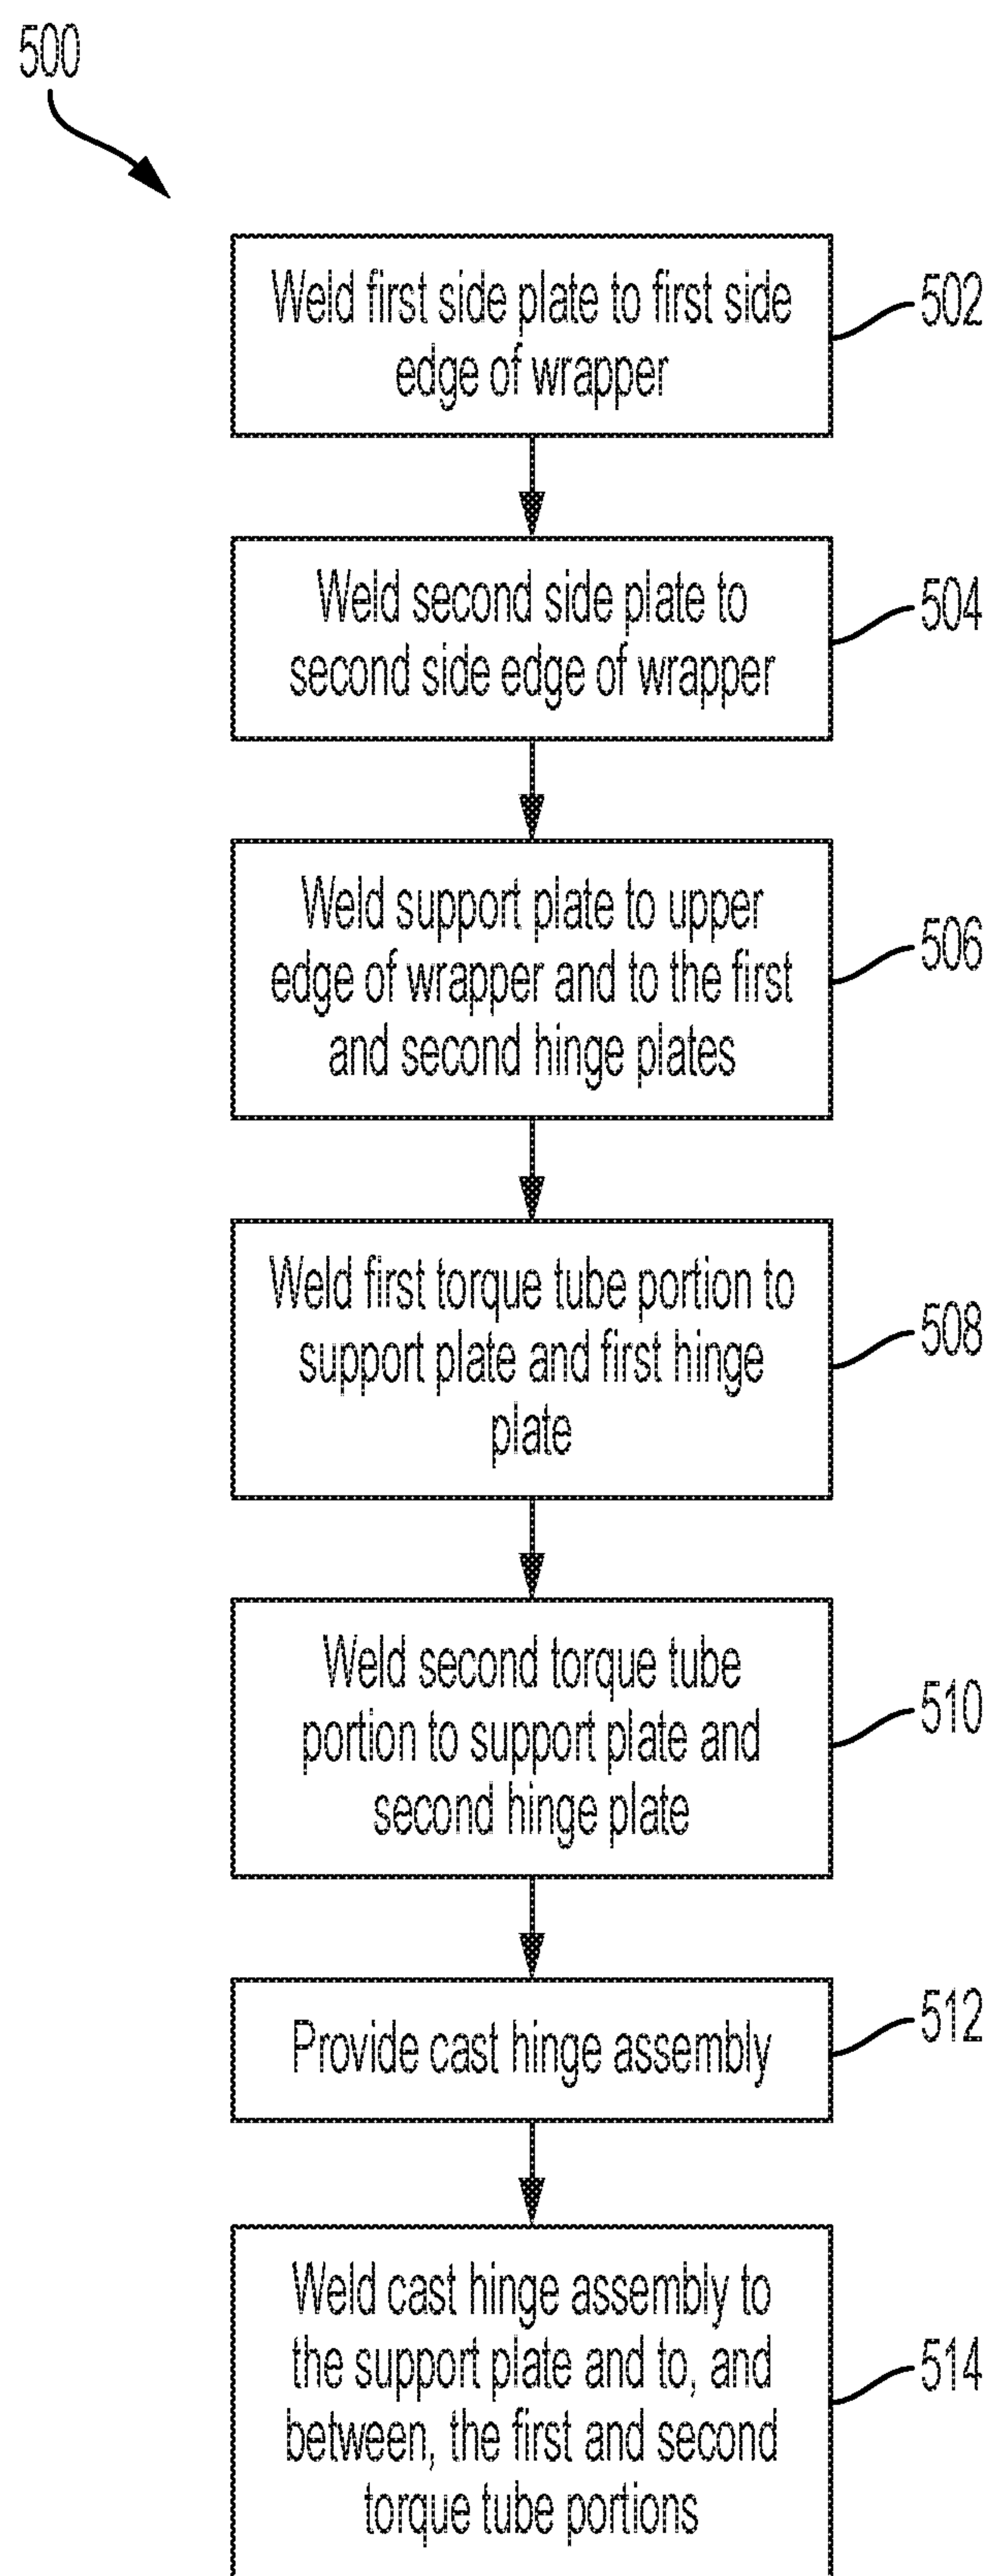 500
Weld first side plate to first side
edge of wrapper
502
Weld second side plate to
second side edge of wrapper
504
Weld support plate to upper
edge of wrapper and to the first
and second hinge plates
506
Weld first torque tube portion to
support plate and first hinge
plate
508
Weld second torque tube
portion to support plate and
second hinge plate
510
Provide cast hinge assembly
512
Weld cast hinge assembly to
the support plate and to, and
between, the first and second
torque tube portions
514